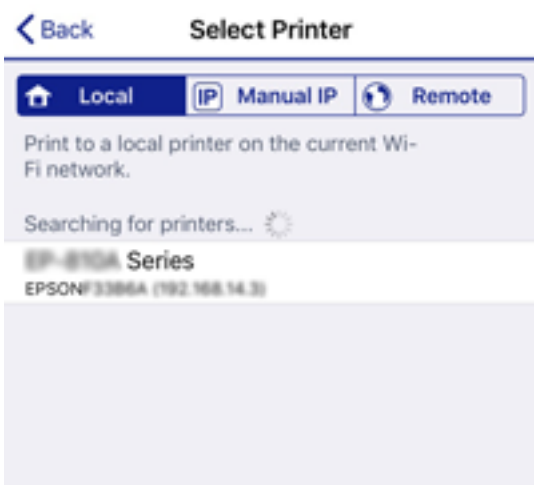 Back Select Printer
Local IP Manual IP Remote
Print to a local printer on the current Wi-
Fi network.
Searching for printers...
Series
EPSON